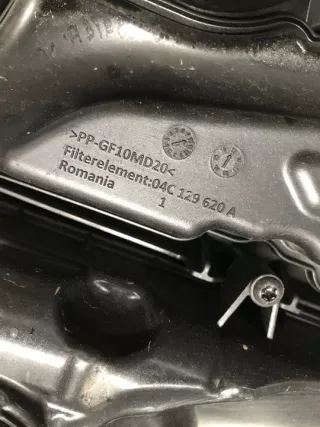 >PP-GF10MD20<
Filterelement:04C 129 620 A
Romania
1